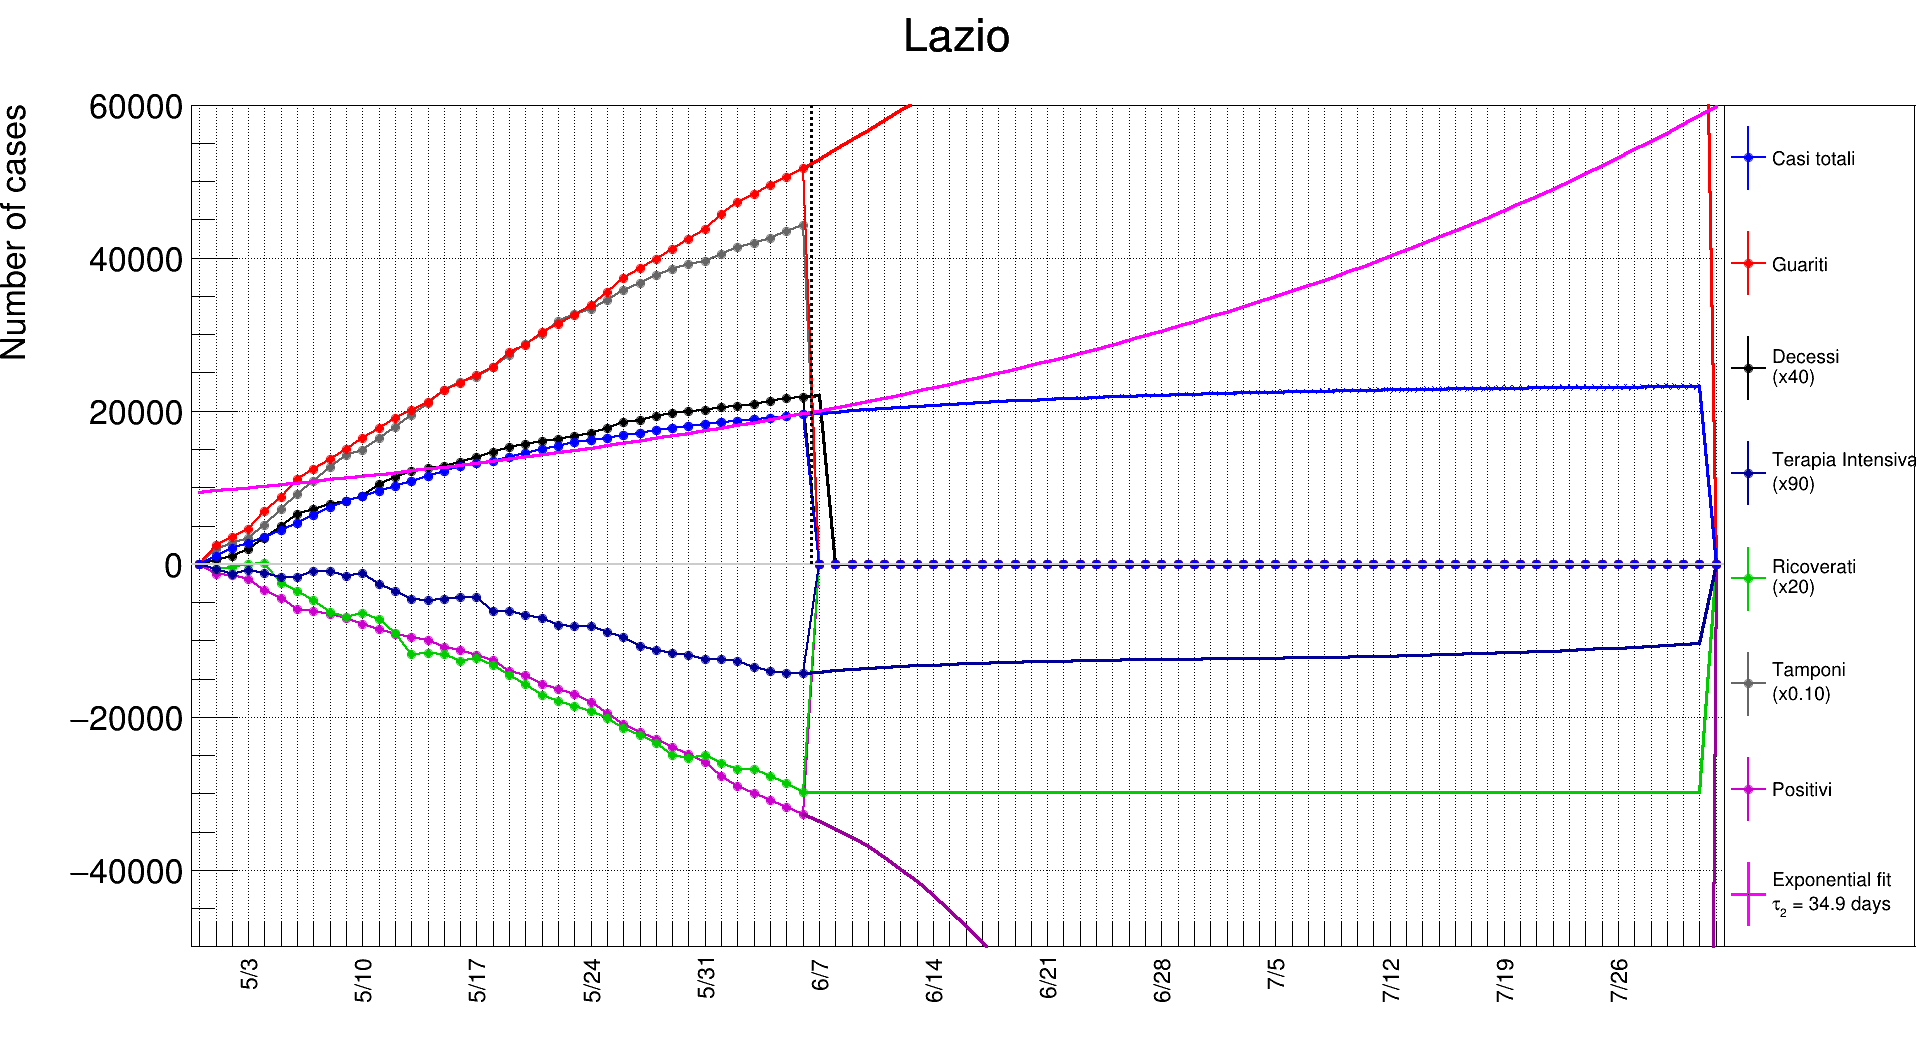 Lazio
Number of cases
60000
40000
20000
0
−20000
−40000
5/3
5/10
5/17
5/24
5/31
6/7
6/14
6/21
6/28
7/5
7/12
7/19
7/26
Casi totali
Guariti
Decessi
(x40)
Terapia Intensiva
(x90)
Ricoverati
(x20)
Tamponi
(x0.10)
Positivi
Exponential fit
τ2 = 34.9 days